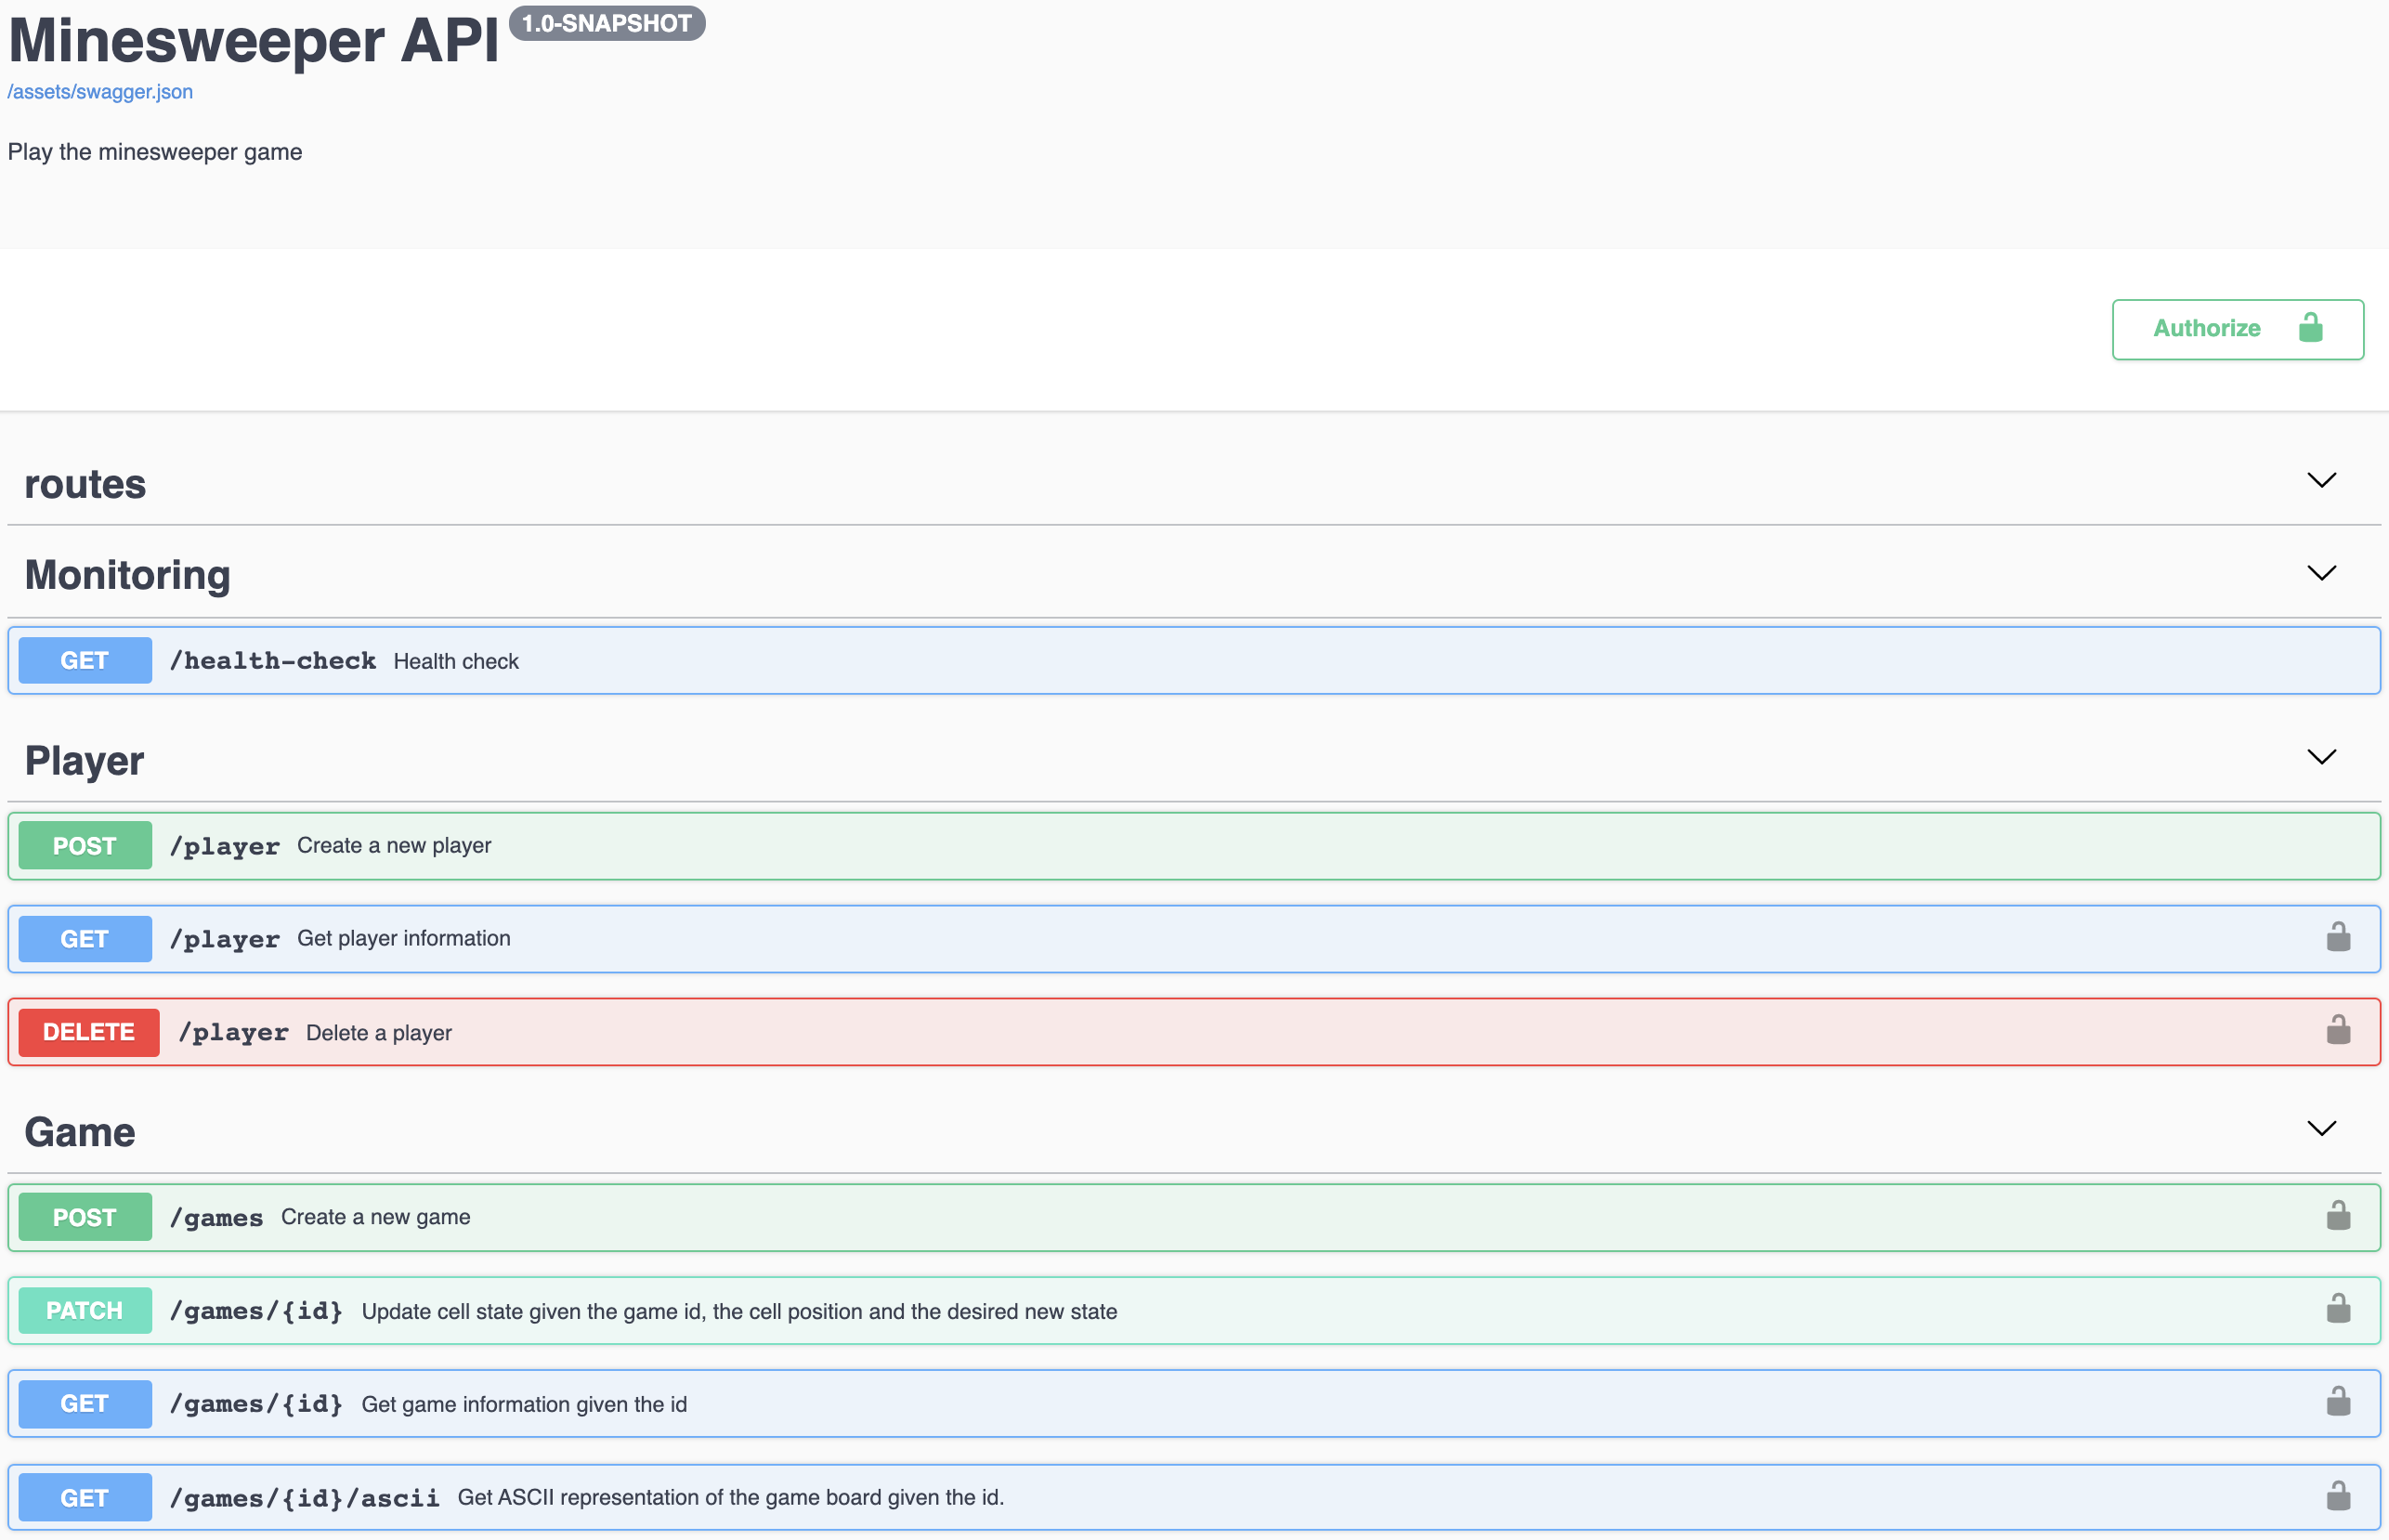 Minesweeper API 1.0-SNAPSHOT
/assets/swagger.json
Play the minesweeper game
Authorize
routes
Monitoring
GET /health-check Health check
Player
POST /player Create a new player
GET /player Get player information
DELETE /player Delete a player
Game
POST /games Create a new game
PATCH /games/{id} Update cell state given the game id, the cell position and the desired new state
GET /games/{id} Get game information given the id
GET /games/{id}/ascii Get ASCII representation of the game board given the id.